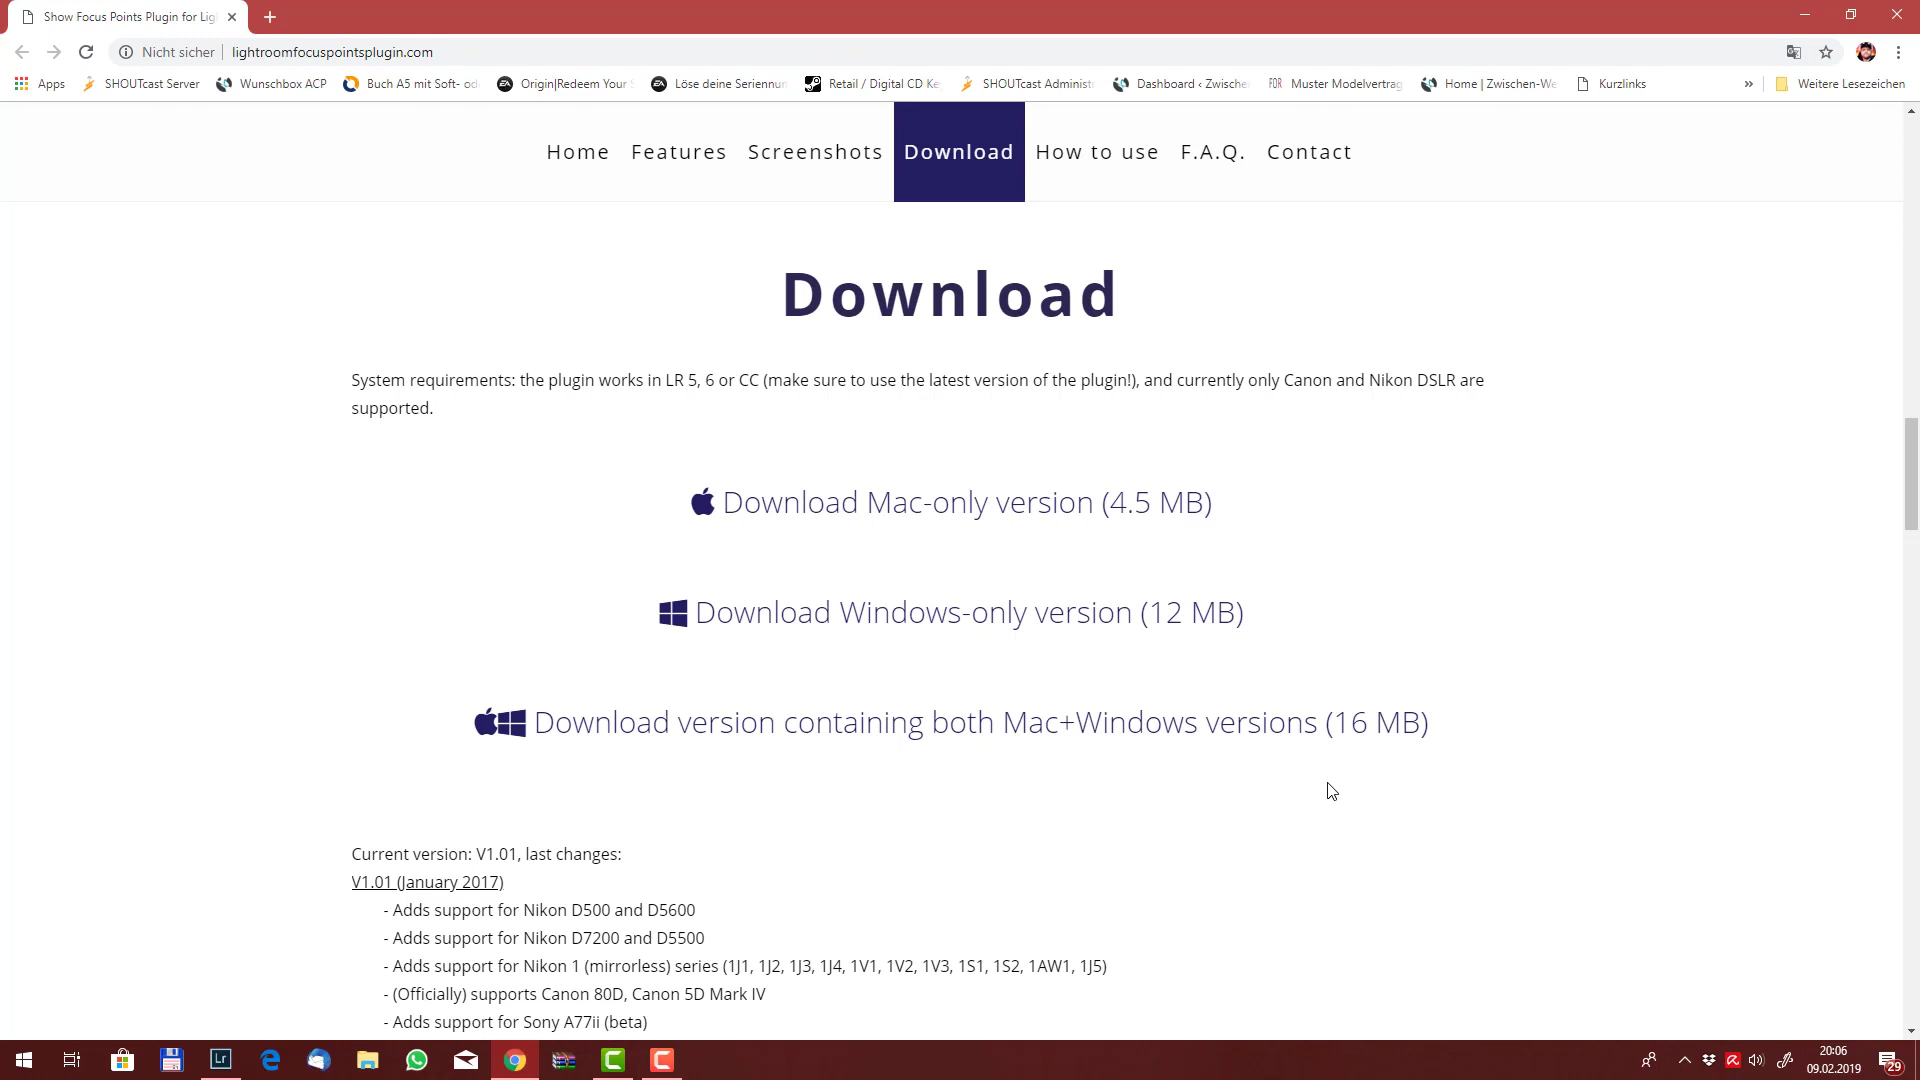 Show Focus Points Plugin for Lig
Nicht sicher
lightroomfocuspointsplugin.com
Apps
SHOUTcast Server
Wunschbox ACP
Buch A5 mit Soft- od
Origin|Redeem Your S
Löse deine Seriennun
Retail / Digital CD Ke
SHOUTcast Administr
Dashboard ‹ Zwische
FOR
Muster Modelvertrag
Home | Zwischen-We
Kurzlinks
»
Weitere Lesezeichen
Home
Features
Screenshots
Download
How to use
F.A.Q.
Contact
Download
System requirements: the plugin works in LR 5, 6 or CC (make sure to use the latest version of the plugin!), and currently only Canon and Nikon DSLR are
supported.
Download Mac-only version (4.5 MB)
Download Windows-only version (12 MB)
Download version containing both Mac+Windows versions (16 MB)
Current version: V1.01, last changes:
V1.01 (January 2017)
- Adds support for Nikon D500 and D5600
- Adds support for Nikon D7200 and D5500
- Adds support for Nikon 1 (mirrorless) series (1J1, 1J2, 1J3, 1J4, 1V1, 1V2, 1V3, 1S1, 1S2, 1AW1, 1J5)
- (Officially) supports Canon 80D, Canon 5D Mark IV
- Adds support for Sony A77ii (beta)
Lr
20:06
09.02.2019
29